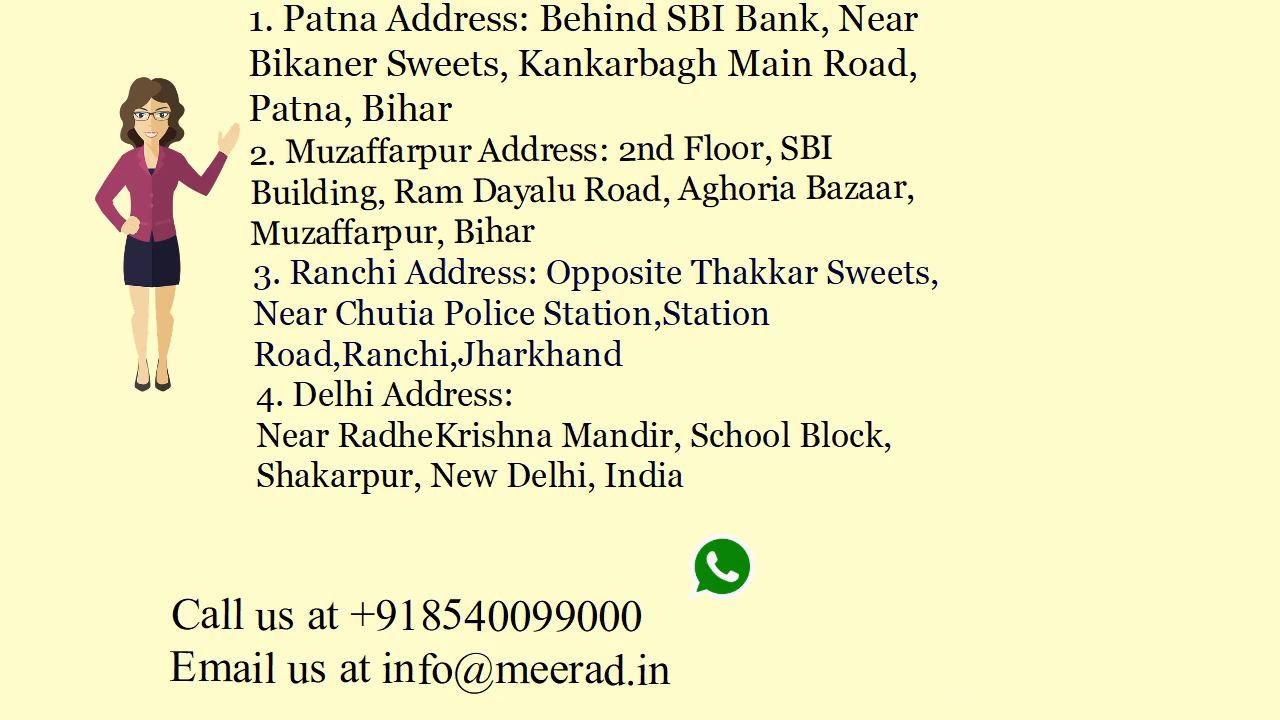 1. Patna Address: Behind SBI Bank, Near
Bikaner Sweets, Kankarbagh Main Road,
Patna, Bihar
2. Muzaffarpur Address: 2nd Floor, SBI
Building, Ram Dayalu Road, Aghoria Bazaar,
Muzaffarpur, Bihar
3. Ranchi Address: Opposite Thakkar Sweets,
Near Chutia Police Station,Station
Road,Ranchi,Jharkhand
4. Delhi Address:
Near RadheKrishna Mandir, School Block,
Shakarpur, New Delhi, India
Call us at +918540099000
Email us at info@meerad.in